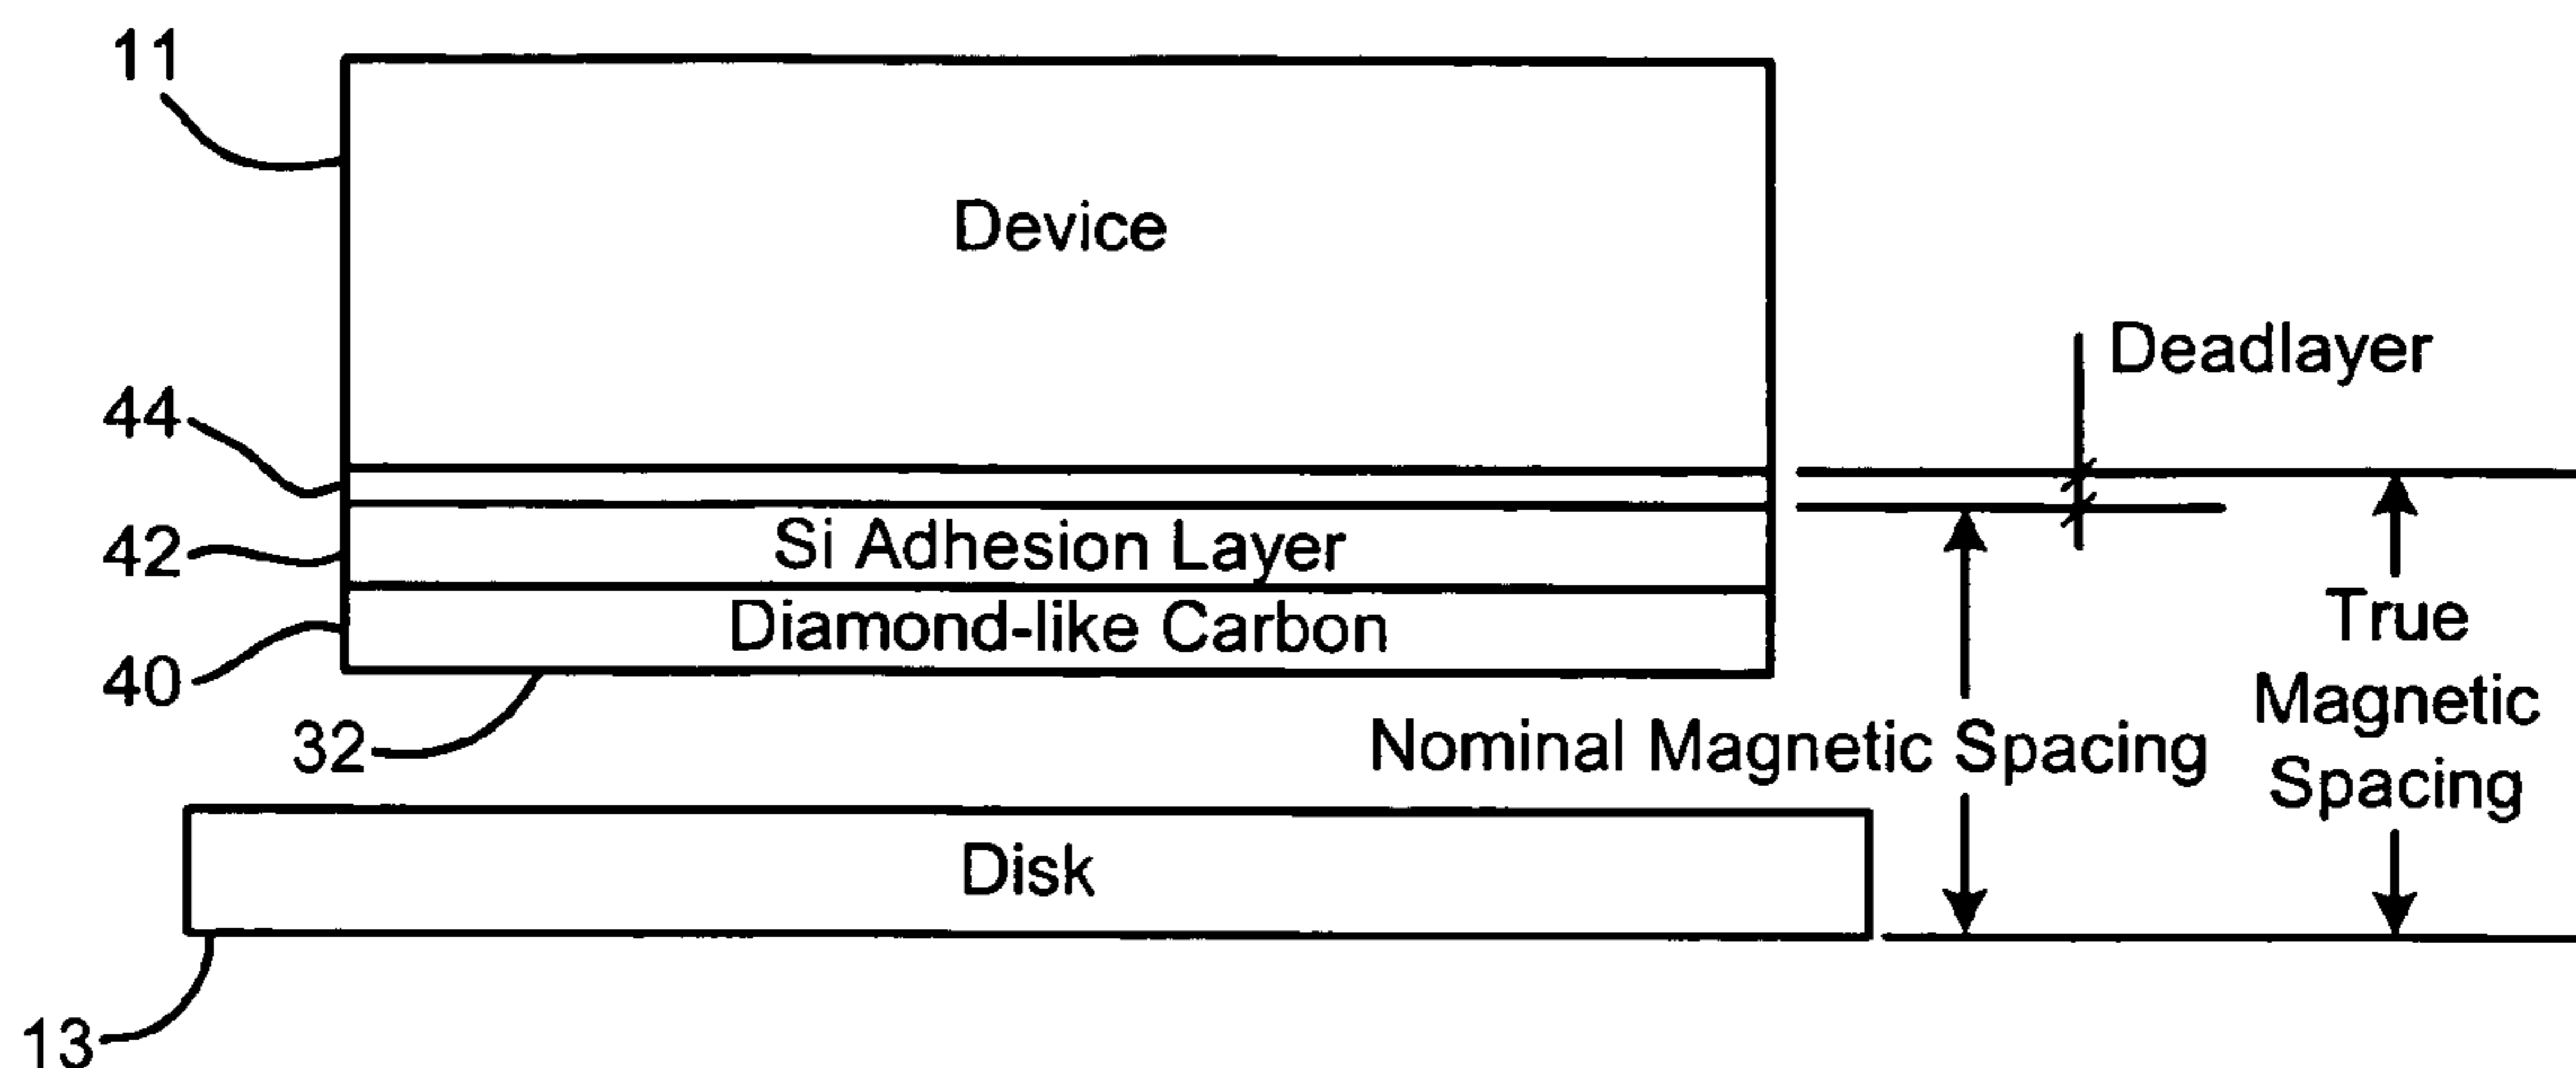 11
Device
Deadlayer
44
42
Si Adhesion Layer
40
Diamond-like Carbon
32
Nominal Magnetic Spacing
True
Magnetic
Spacing
Disk
13